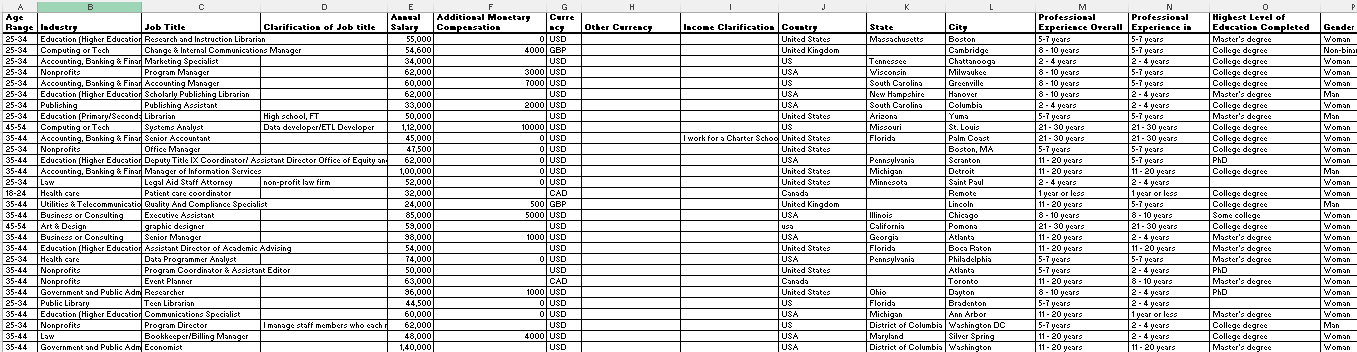 A B C D E F G H I J K L M N O P
Age Range Industry Job Title Clarification of Job title Annual Salary Additional Monetary Compensation Curre ncy Other Currency Income Clarification Country State City Professional Experience Overall Professional Experience in Highest Level of Education Completed Gender
25-34 Education (Higher Education Research and Instruction Librarian 55,000 0 USD United States Massachusetts Boston 5-7 years 5-7 years Master's degree Woman
25-34 Computing or Tech Change & Internal Communications Manager 54,600 4000 GBP United Kingdom Cambridge 8 - 10 years 5-7 years College degree Non-binar
25-34 Accounting, Banking & Finan Marketing Specialist 34,000 USD US Tennessee Chattanooga 2 - 4 years 2 - 4 years College degree Woman
25-34 Nonprofits Program Manager 62,000 3000 USD USA Wisconsin Milwaukee 8 - 10 years 5-7 years College degree Woman
25-34 Accounting, Banking & Finan Accounting Manager 60,000 7000 USD US South Carolina Greenville 8 - 10 years 5-7 years College degree Woman
25-34 Education (Higher Education Scholarly Publishing Librarian 62,000 USD USA New Hampshire Hanover 8 - 10 years 2 - 4 years Master's degree Man
25-34 Publishing Publishing Assistant 33,000 2000 USD USA South Carolina Columbia 2 - 4 years 2 - 4 years College degree Woman
25-34 Education (Primary/Seconda Librarian High school, FT 50,000 USD United States Arizona Yuma 5-7 years 5-7 years Master's degree Man
45-54 Computing or Tech Systems Analyst Data developer/ETL Developer 1,12,000 10000 USD US Missouri St. Louis 21 - 30 years 21 - 30 years College degree Woman
35-44 Accounting, Banking & Finan Senior Accountant 45,000 0 USD I work for a Charter Schoo United States Florida Palm Coast 21 - 30 years 21 - 30 years College degree Woman
25-34 Nonprofits Office Manager 47,500 0 USD United States Boston, MA 5-7 years 5-7 years College degree Woman
35-44 Education (Higher Education Deputy Title IX Coordinator/ Assistant Director Office of Equity an 62,000 0 USD USA Pennsylvania Scranton 11 - 20 years 5-7 years PhD Woman
35-44 Accounting, Banking & Finan Manager of Information Services 1,00,000 0 USD United States Michigan Detroit 11 - 20 years 11 - 20 years College degree Man
25-34 Law Legal Aid Staff Attorney non-profit law firm 52,000 0 USD United States Minnesota Saint Paul 2 - 4 years 2 - 4 years Woman
18-24 Health care Patient care coordinator 32,000 CAD Canada Remote 1 year or less 1 year or less College degree Woman
35-44 Utilities & Telecommunicatio Quality And Compliance Specialist 24,000 500 GBP United Kingdom Lincoln 11 - 20 years 5-7 years College degree Man
35-44 Business or Consulting Executive Assistant 85,000 5000 USD USA Illinois Chicago 8 - 10 years 8 - 10 years Some college Woman
45-54 Art & Design graphic designer 59,000 USD usa California Pomona 21 - 30 years 21 - 30 years College degree Woman
35-44 Business or Consulting Senior Manager 98,000 1000 USD USA Georgia Atlanta 11 - 20 years 2 - 4 years Master's degree Woman
35-44 Education (Higher Education Assistant Director of Academic Advising 54,000 USD United States Florida Boca Raton 11 - 20 years 11 - 20 years Master's degree Woman
25-34 Health care Data Programmer Analyst 74,000 0 USD USA Pennsylvania Philadelphia 5-7 years 5-7 years Master's degree Woman
35-44 Nonprofits Program Coordinator & Assistant Editor 50,000 USD United States Atlanta 5-7 years 2 - 4 years PhD Woman
35-44 Nonprofits Event Planner 63,000 CAD Canada Toronto 11 - 20 years 8 - 10 years Master's degree Woman
35-44 Government and Public Adm Researcher 96,000 1000 USD United States Ohio Dayton 8 - 10 years 2 - 4 years PhD Woman
25-34 Public Library Teen Librarian 44,500 0 USD US Florida Bradenton 5-7 years 2 - 4 years Woman
35-44 Education (Higher Education Communications Specialist 60,000 0 USD USA Michigan Ann Arbor 11 - 20 years 1 year or less Master's degree Woman
25-34 Nonprofits Program Director I manage staff members who each r 62,000 USD US District of Columbia Washington DC 5-7 years 2 - 4 years College degree Man
35-44 Law Bookkeeper/Billing Manager 48,000 4000 USD USA Maryland Silver Spring 11 - 20 years 2 - 4 years College degree Woman
35-44 Government and Public Adm Economist 1,40,000 USD USA District of Columbia Washington 11 - 20 years 11 - 20 years Master's degree Woman